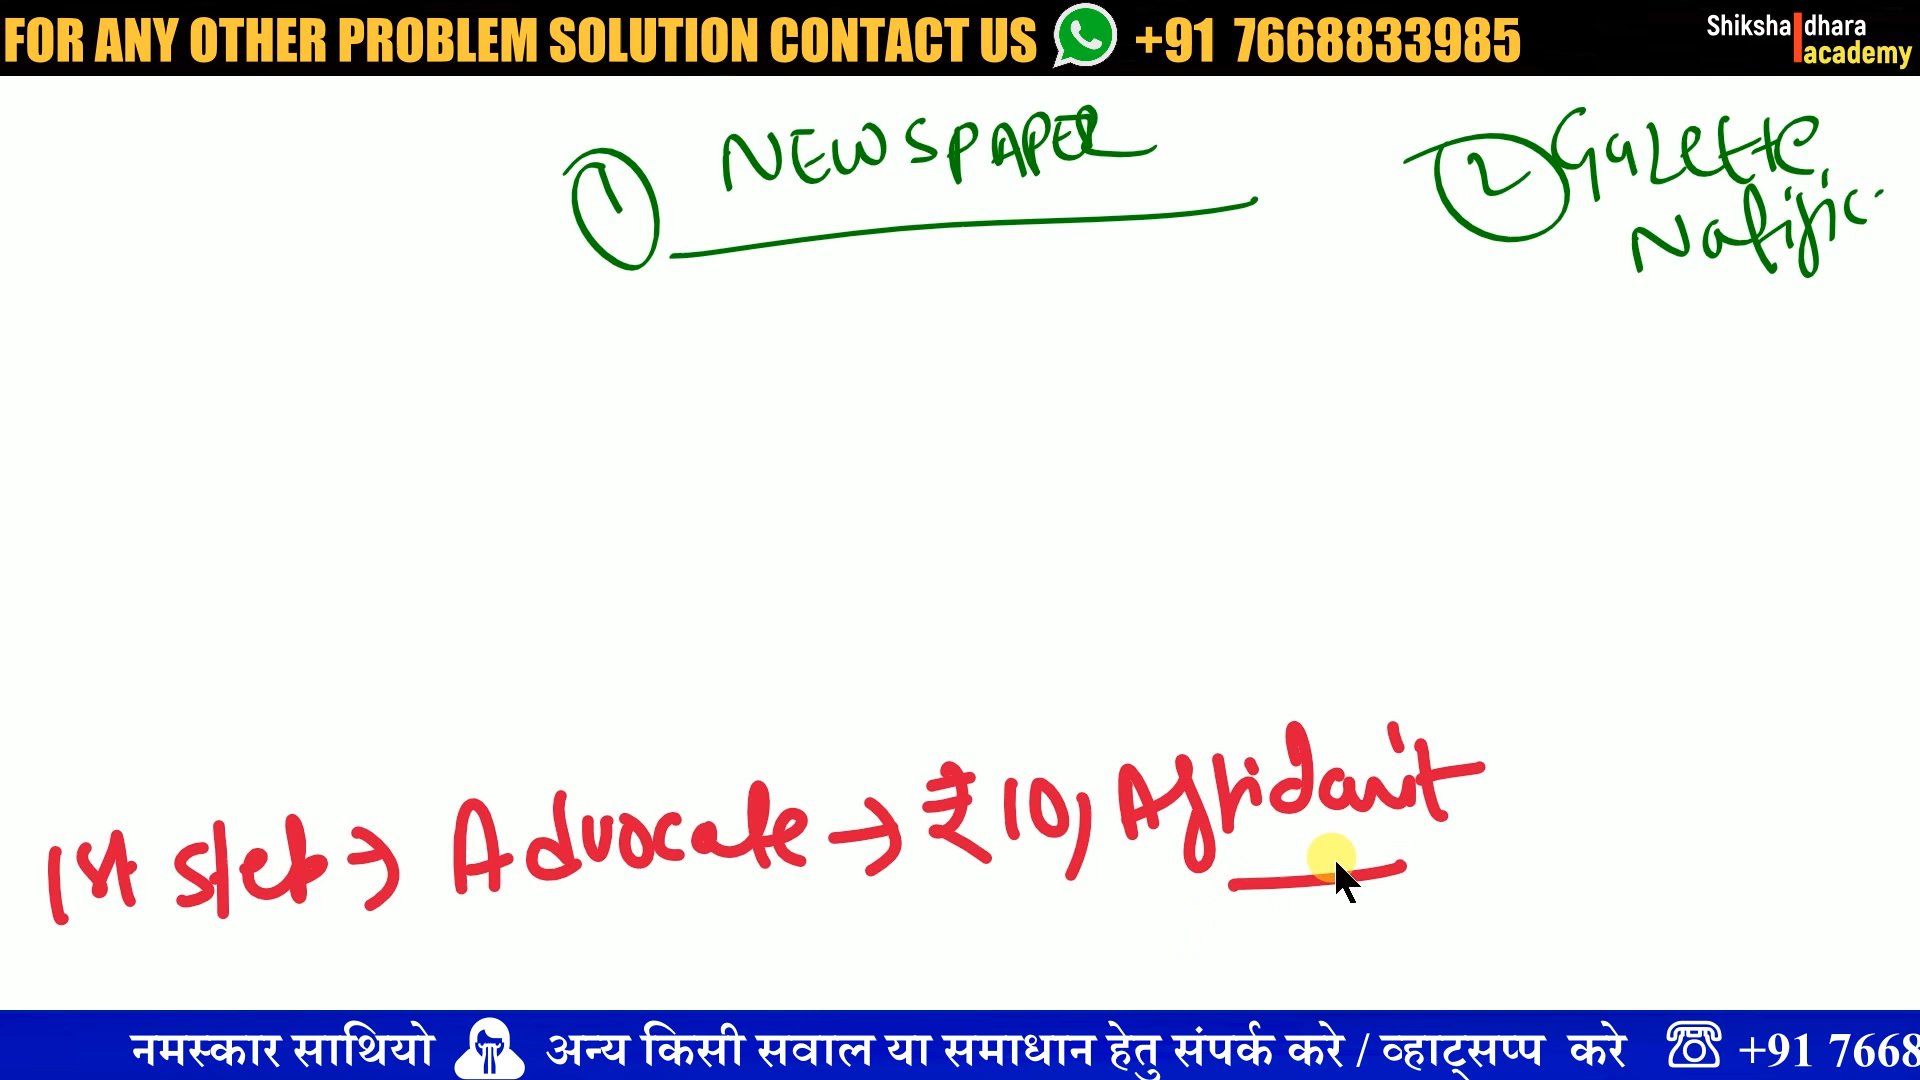 FOR ANY OTHER PROBLEM SOLUTION CONTACT US +91 7668833985
Shiksha dhara
academy
1 NEWSPAPER
2 Gazette
Notific.
1st step → Advocate → ₹10, Affidavit
नमस्कार साथियो अन्य किसी सवाल या समाधान हेतु संपर्क करे / व्हाट्सप्प करे +91 7668